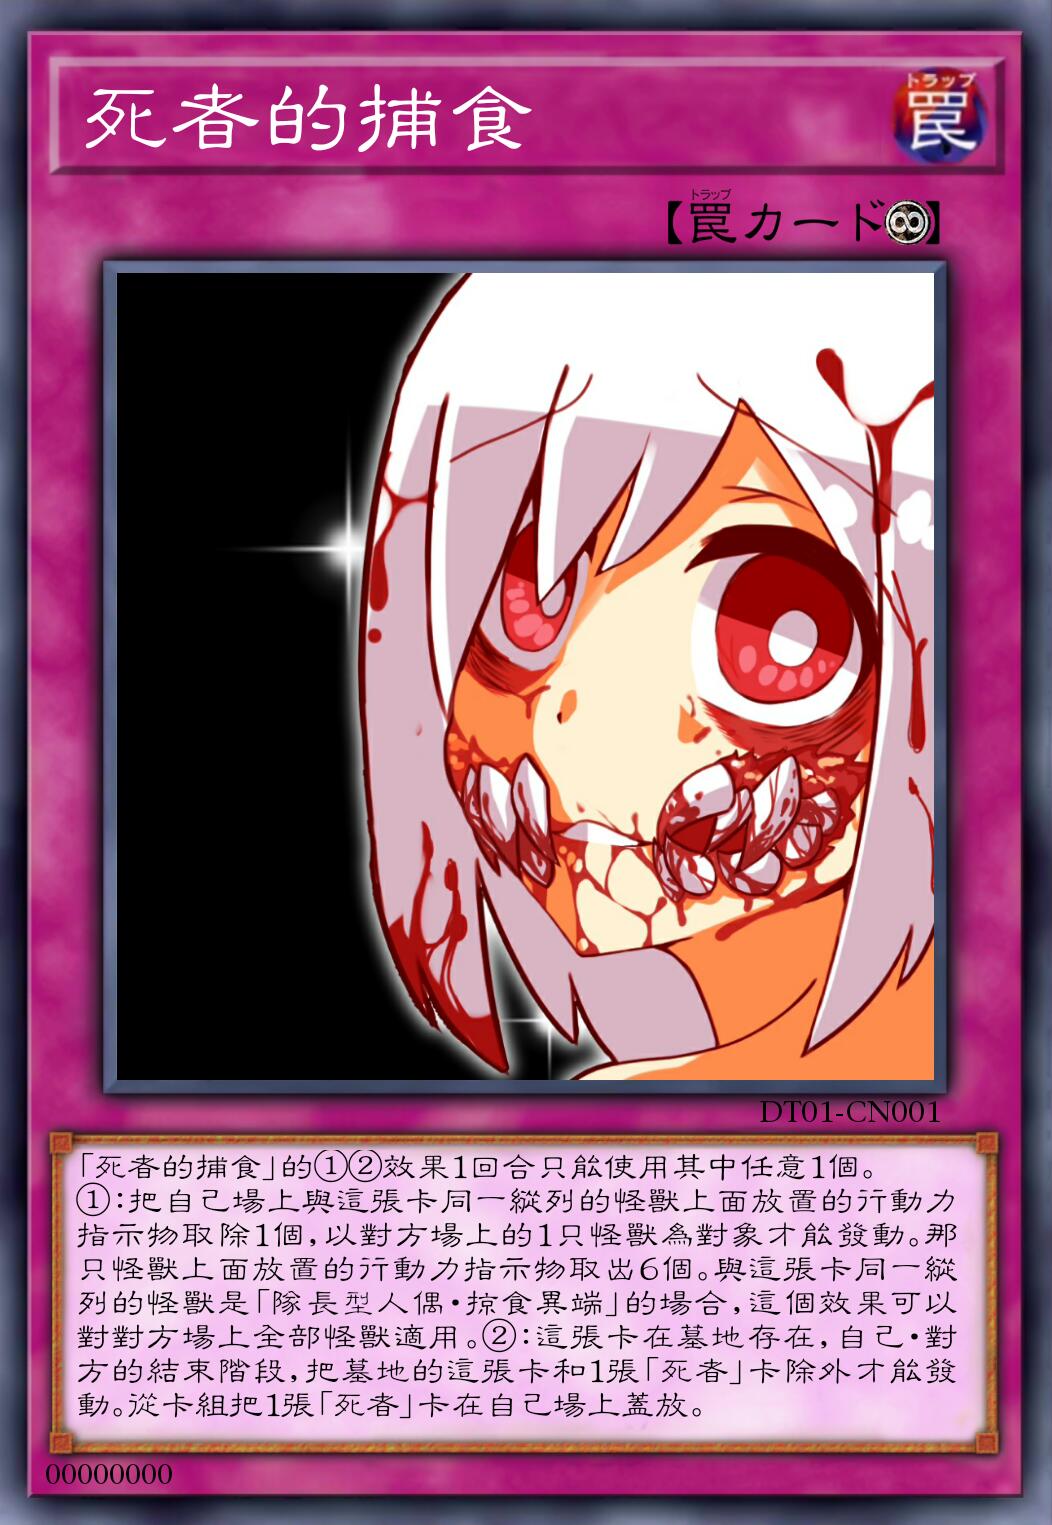 死者的捕食
トラップ
罠
トラップ
【罠カード∞】
DT01-CN001
「死者的捕食」的①②效果1回合只能使用其中任意1個。
①:把自己場上與這張卡同一縱列的怪獸上面放置的行動力
指示物取除1個,以對方場上的1只怪獸為對象才能發動。那
只怪獸上面放置的行動力指示物取出6個。與這張卡同一縱
列的怪獸是「隊長型人偶・掠食異端」的場合,這個效果可以
對對方場上全部怪獸適用。②:這張卡在墓地存在,自己・對
方的結束階段,把墓地的這張卡和1張「死者」卡除外才能發
動。從卡組把1張「死者」卡在自己場上蓋放。
00000000